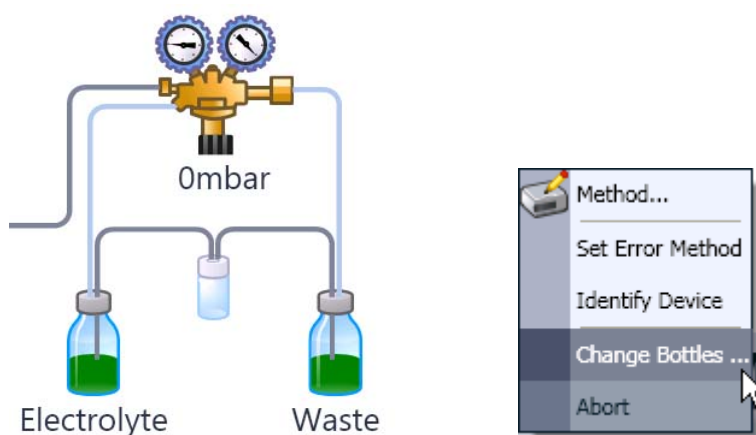 0mbar
Electrolyte
Waste
Method...
Set Error Method
Identify Device
Change Bottles ...
Abort